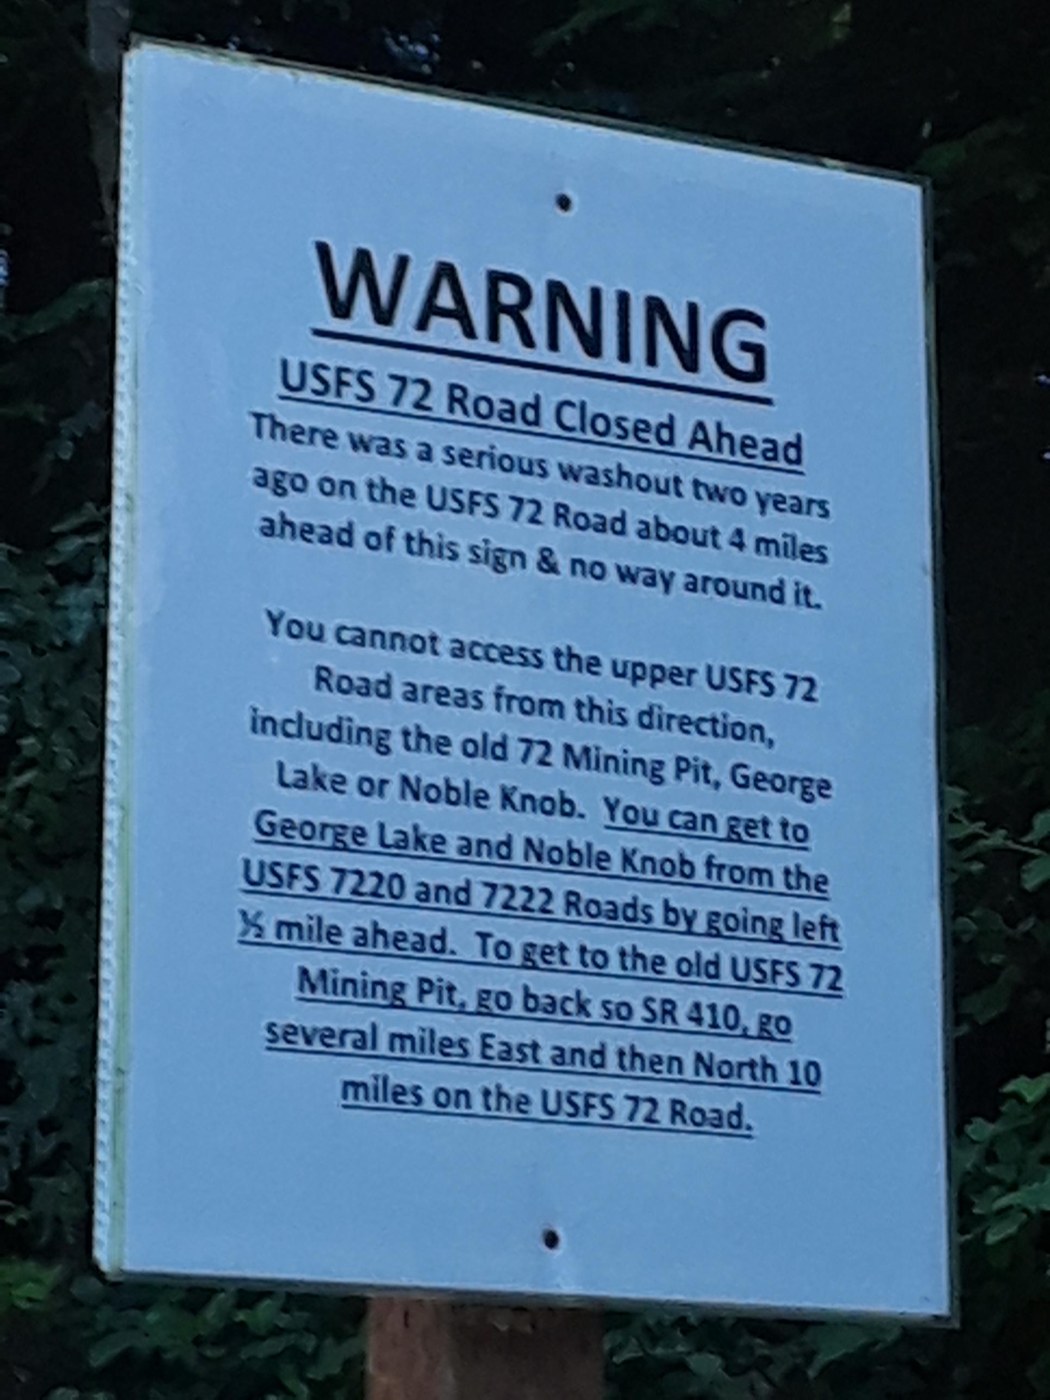 WARNING
USFS 72 Road Closed Ahead
There was a serious washout two years
ago on the USFS 72 Road about 4 miles
ahead of this sign & no way around it.
You cannot access the upper USFS 72
Road areas from this direction,
including the old 72 Mining Pit, George
Lake or Noble Knob. You can get to
George Lake and Noble Knob from the
USFS 7220 and 7222 Roads by going left
½ mile ahead. To get to the old USFS 72
Mining Pit, go back so SR 410, go
several miles East and then North 10
miles on the USFS 72 Road.